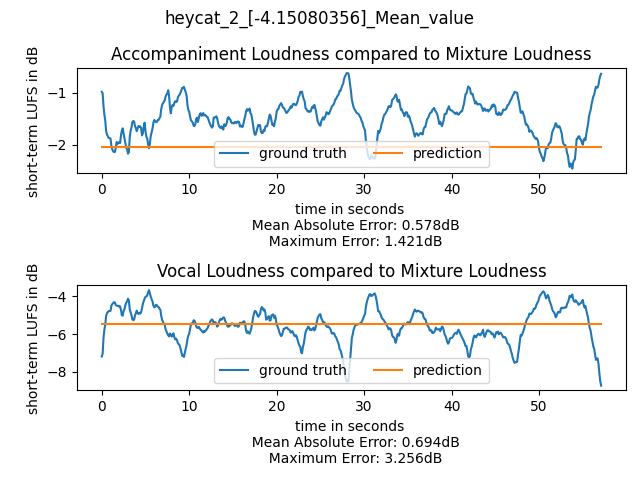 heycat_2_[-4.15080356]_Mean_value
Accompaniment Loudness compared to Mixture Loudness
short-term LUFS in dB
−1
−2
ground truth
prediction
0 10 20 30 40 50
time in seconds
Mean Absolute Error: 0.578dB
Maximum Error: 1.421dB
Vocal Loudness compared to Mixture Loudness
short-term LUFS in dB
−4
−6
−8
ground truth
prediction
0 10 20 30 40 50
time in seconds
Mean Absolute Error: 0.694dB
Maximum Error: 3.256dB